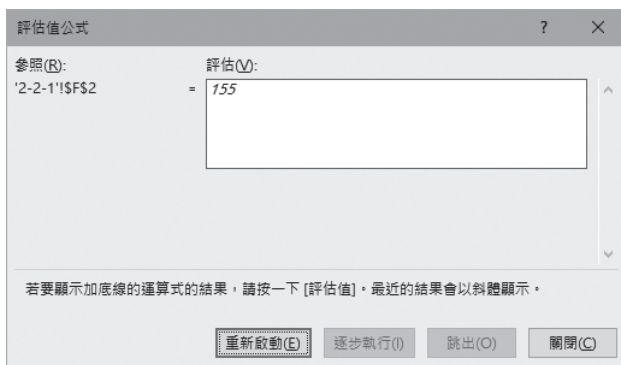 評估值公式 ? ×
參照(R): 評估(V):
'2-2-1'!$F$2 = 155
若要顯示加底線的運算式的結果，請按一下 [評估值]。最近的結果會以斜體顯示。
重新啟動(E) 逐步執行(I) 跳出(O) 關閉(C)